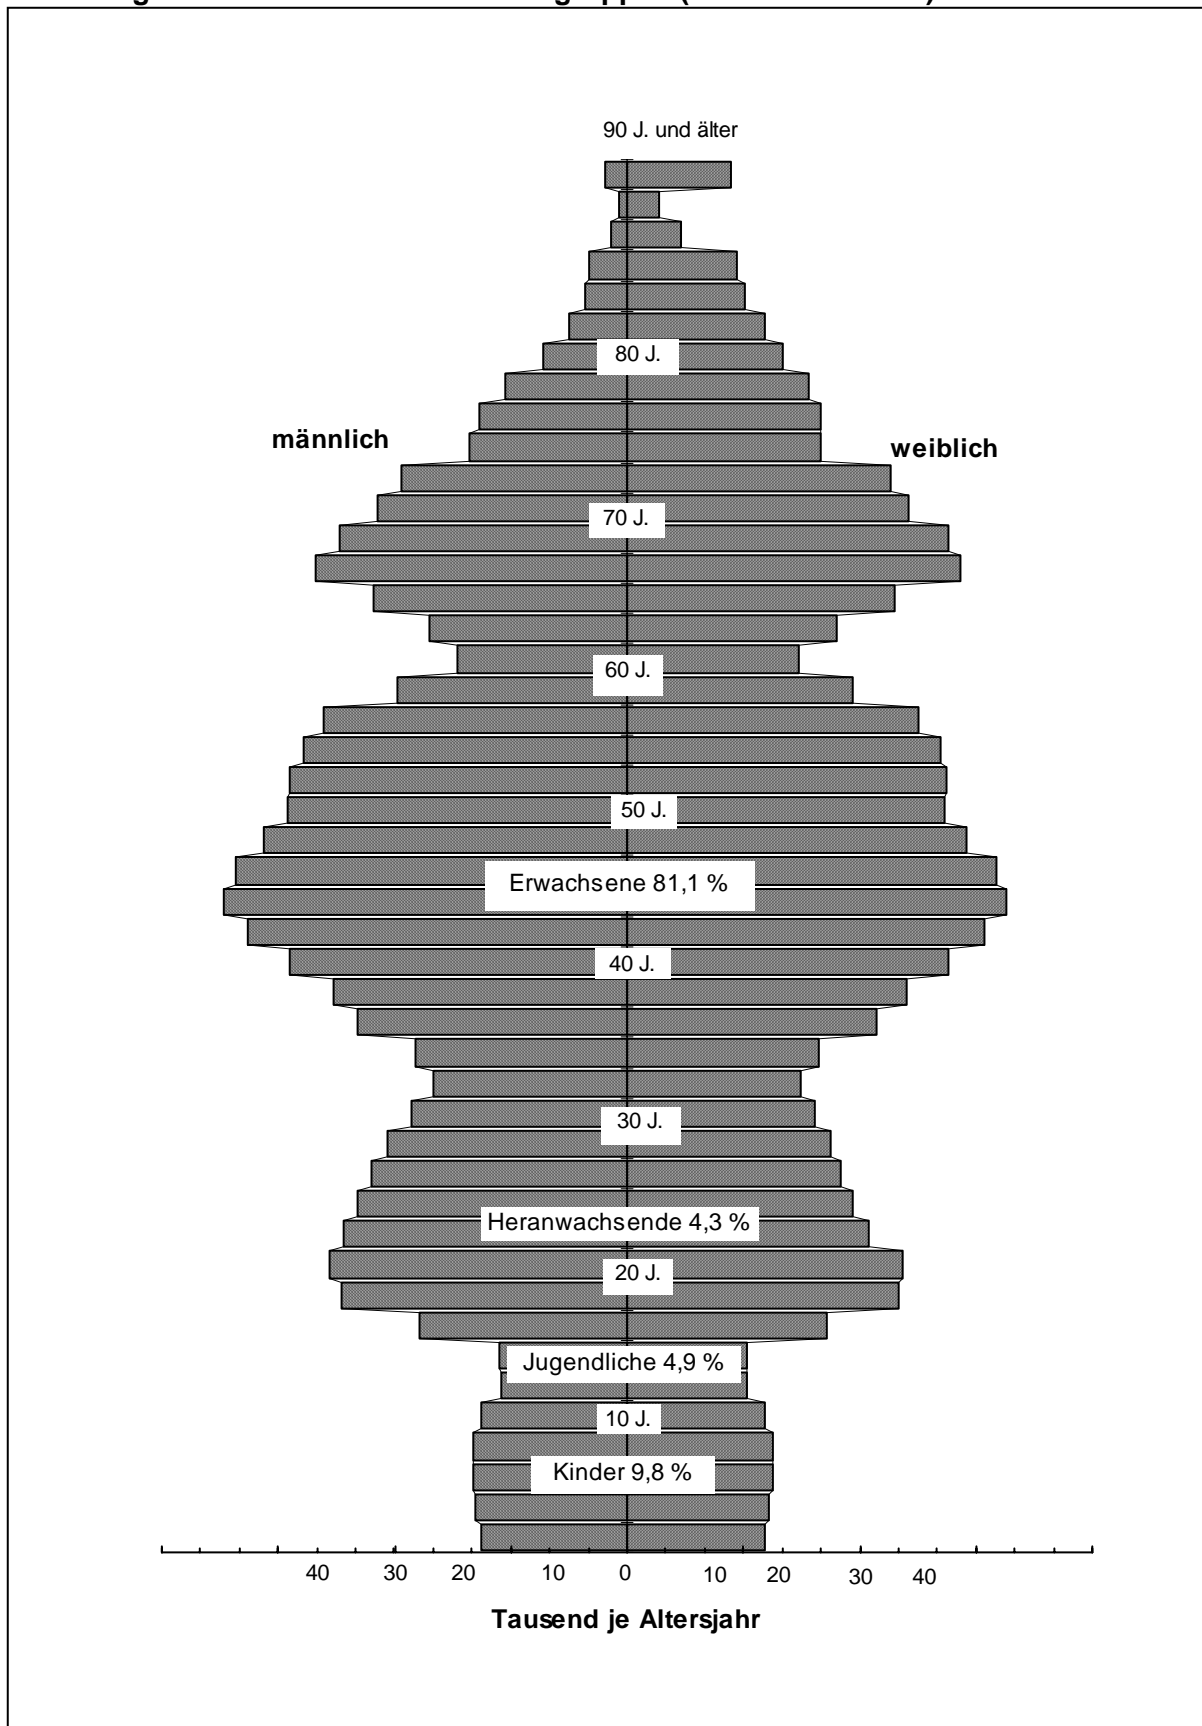 90 J. und älter
80 J.
männlich
weiblich
70 J.
60 J.
50 J.
Erwachsene 81,1 %
40 J.
30 J.
Heranwachsende 4,3 %
20 J.
Jugendliche 4,9 %
10 J.
Kinder 9,8 %
40 30 20 10 0 10 20 30 40
Tausend je Altersjahr